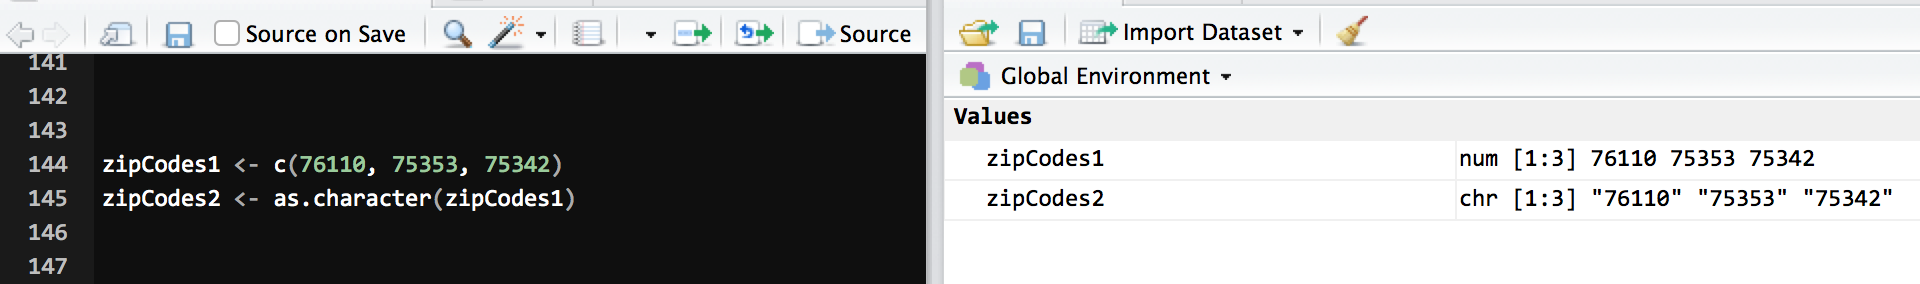 Source on Save
Source
141
142
143
144 zipCodes1 <- c(76110, 75353, 75342)
145 zipCodes2 <- as.character(zipCodes1)
146
147
Import Dataset
Global Environment
Values
zipCodes1 num [1:3] 76110 75353 75342
zipCodes2 chr [1:3] "76110" "75353" "75342"